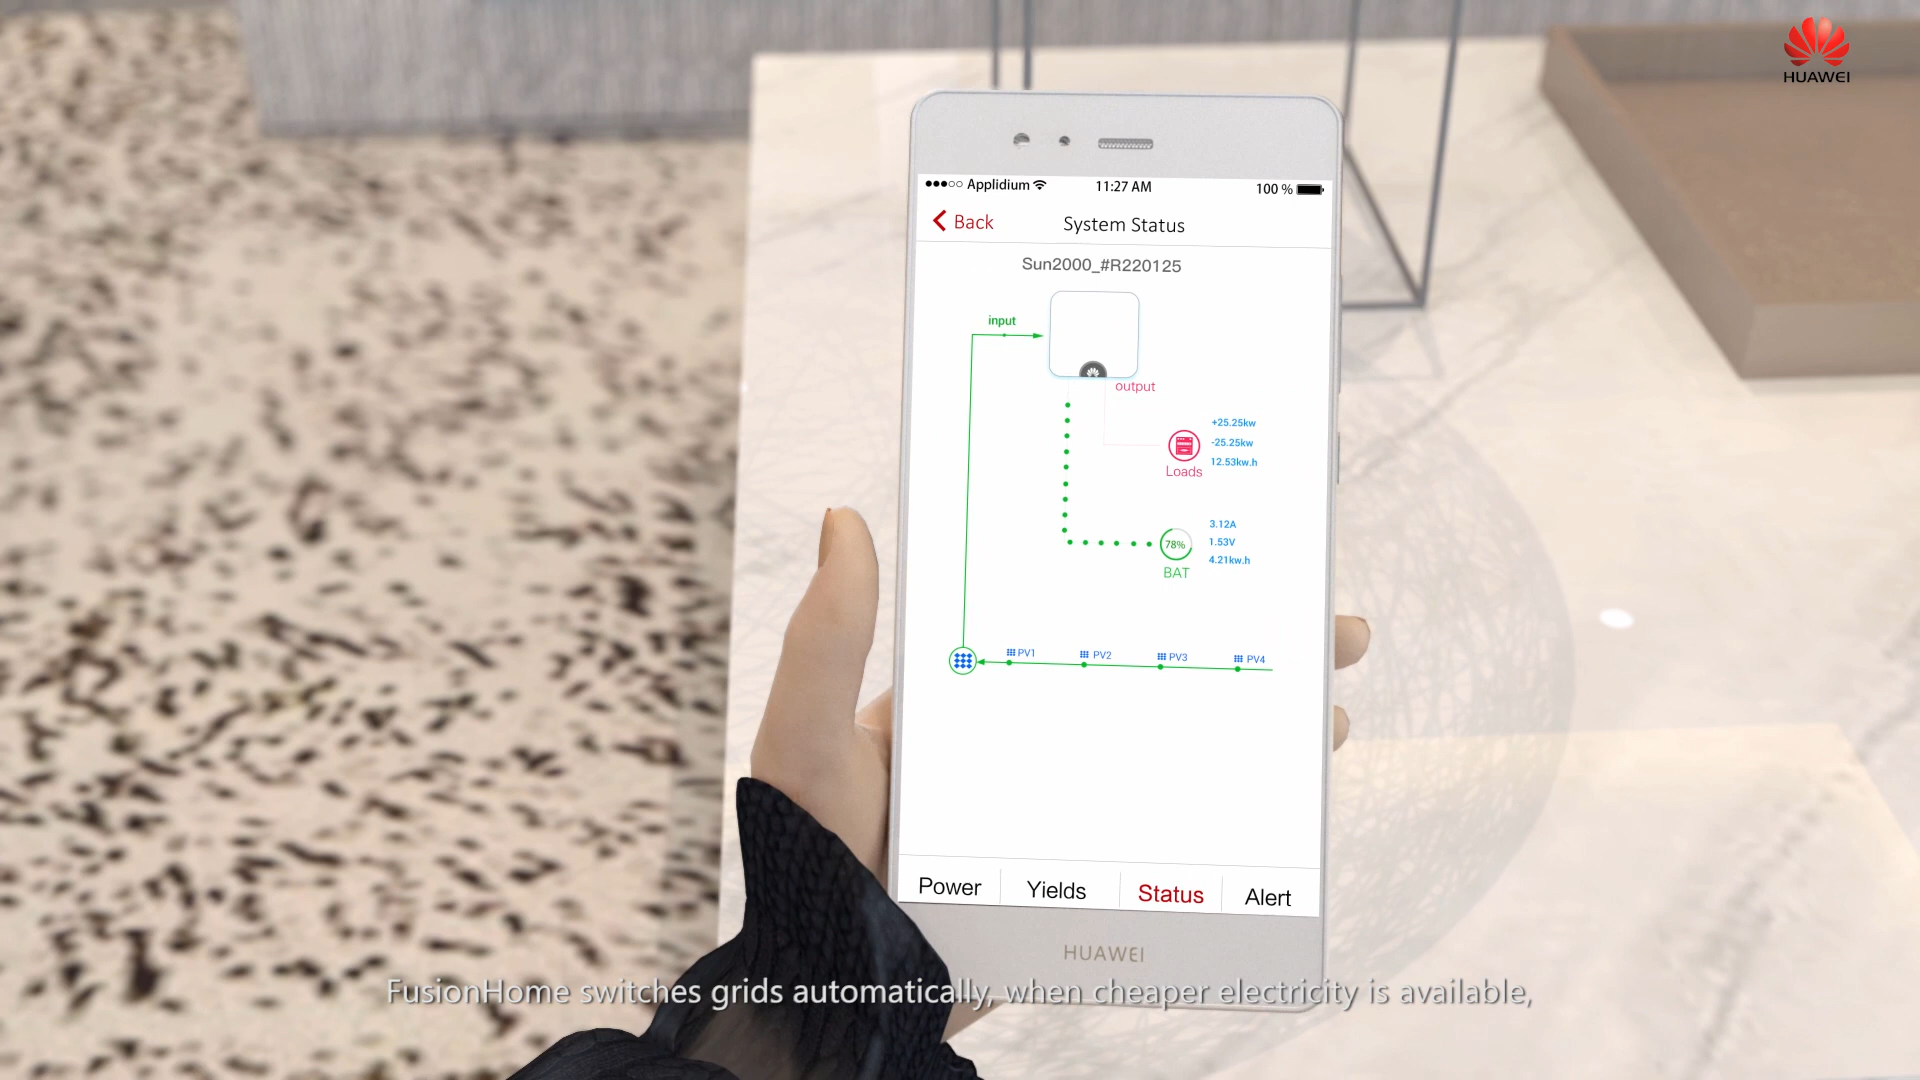 HUAWEI
Applidium 11:27 AM 100 %
Back System Status
Sun2000_#R220125
input
output
+25.25kw
-25.25kw
12.53kw.h
Loads
3.12A
1.53V
4.21kw.h
78%
BAT
PV1 PV2 PV3 PV4
Power Yields Status Alert
HUAWEI
FusionHome switches grids automatically, when cheaper electricity is available,